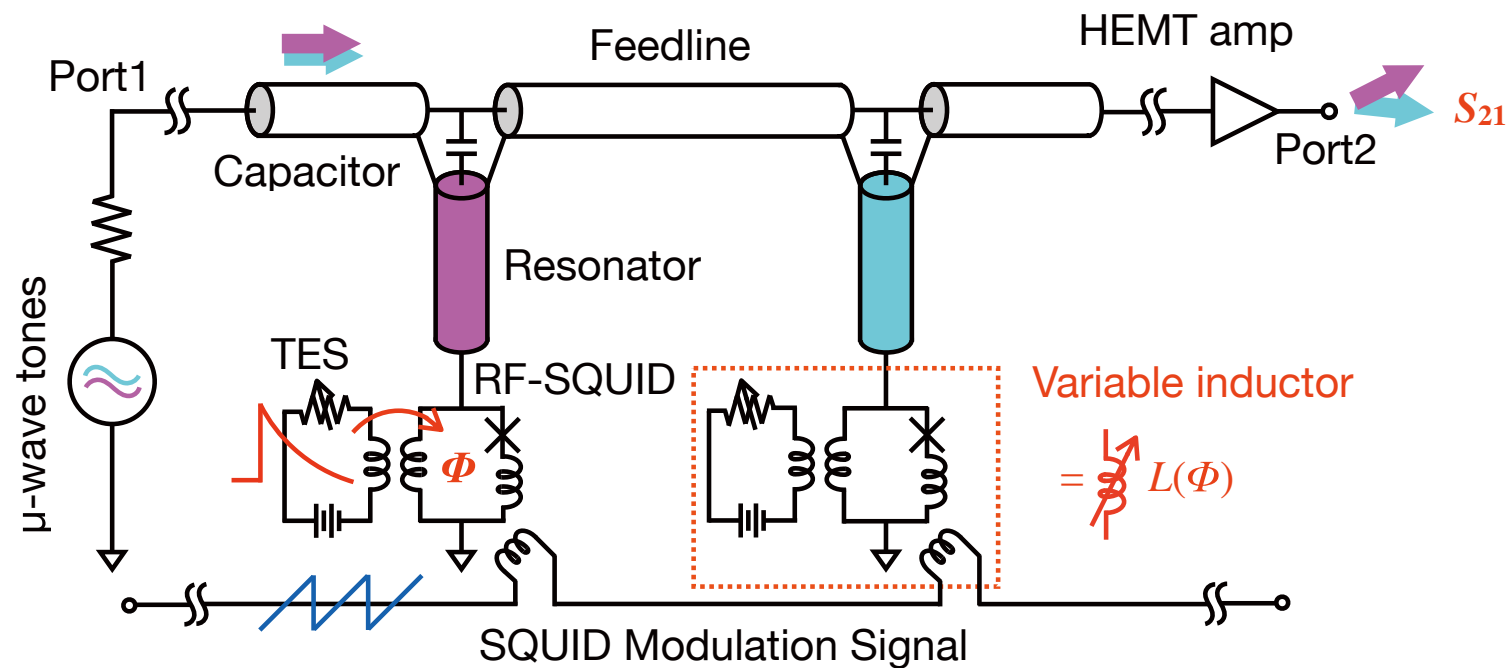 Feedline
HEMT amp
Port1
S21
Port2
Capacitor
Resonator
μ-wave tones
TES
RF-SQUID
Variable inductor
Φ
= L(Φ)
SQUID Modulation Signal